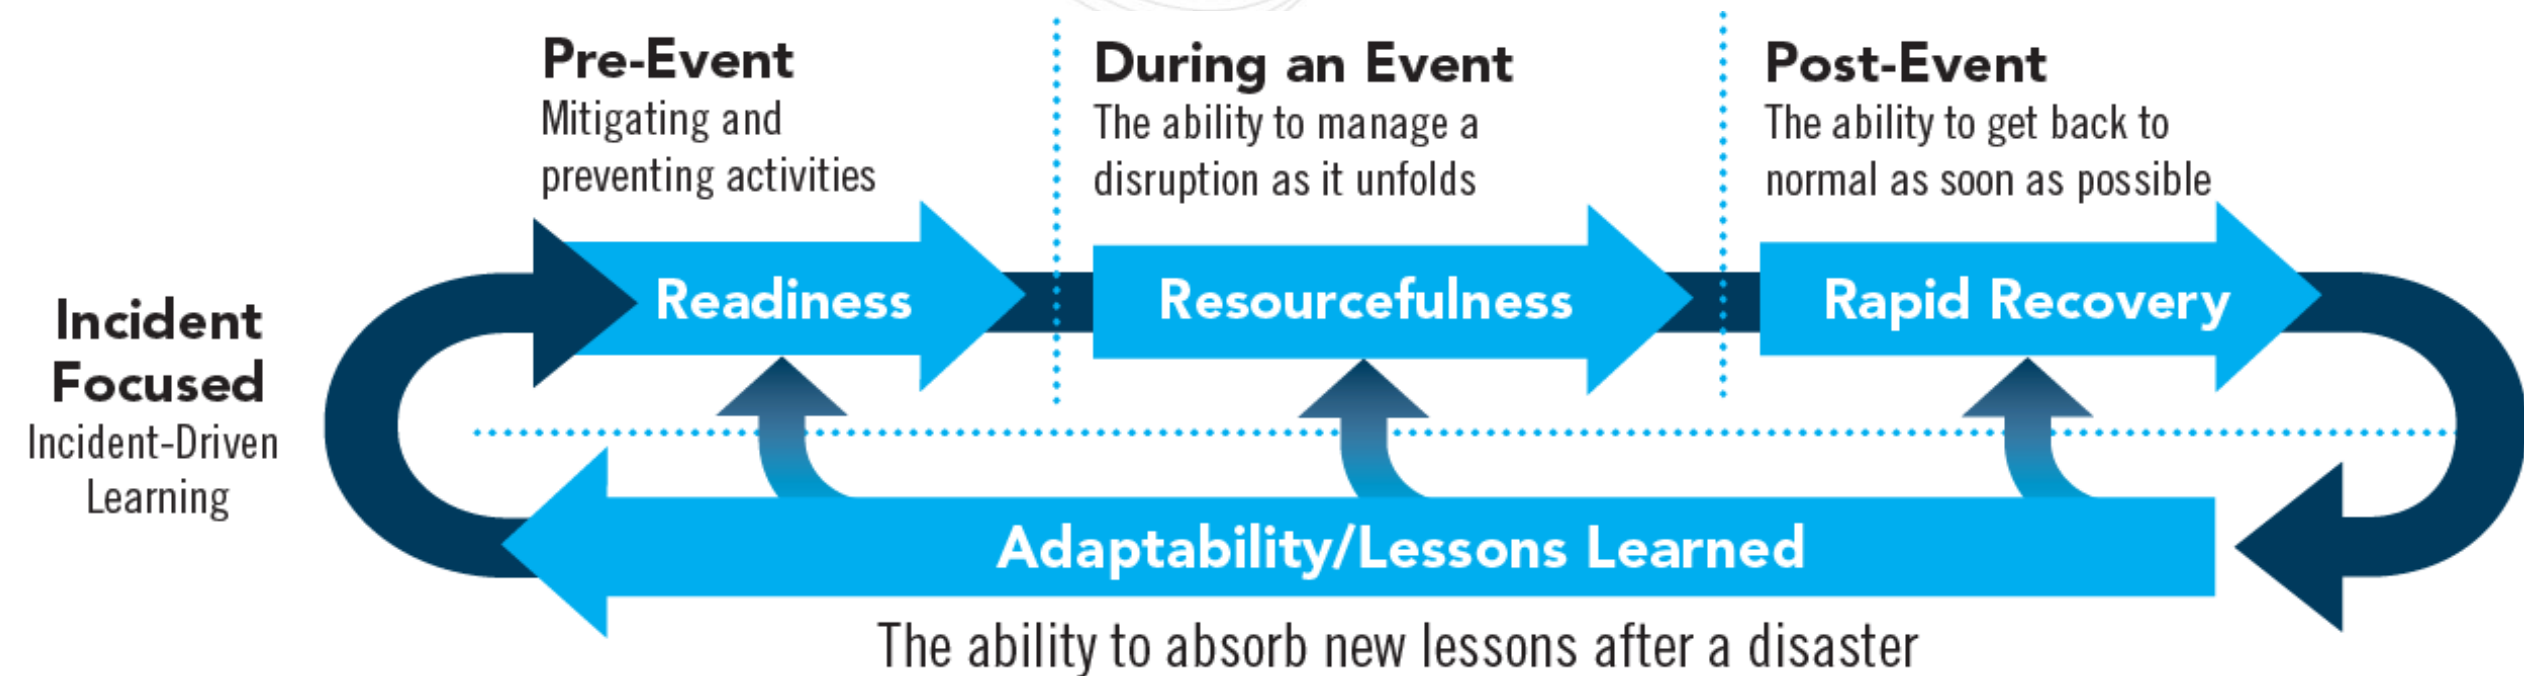 Pre-Event
Mitigating and
preventing activities
During an Event
The ability to manage a
disruption as it unfolds
Post-Event
The ability to get back to
normal as soon as possible
Incident
Focused
Incident-Driven
Learning
Readiness
Resourcefulness
Rapid Recovery
Adaptability/Lessons Learned
The ability to absorb new lessons after a disaster